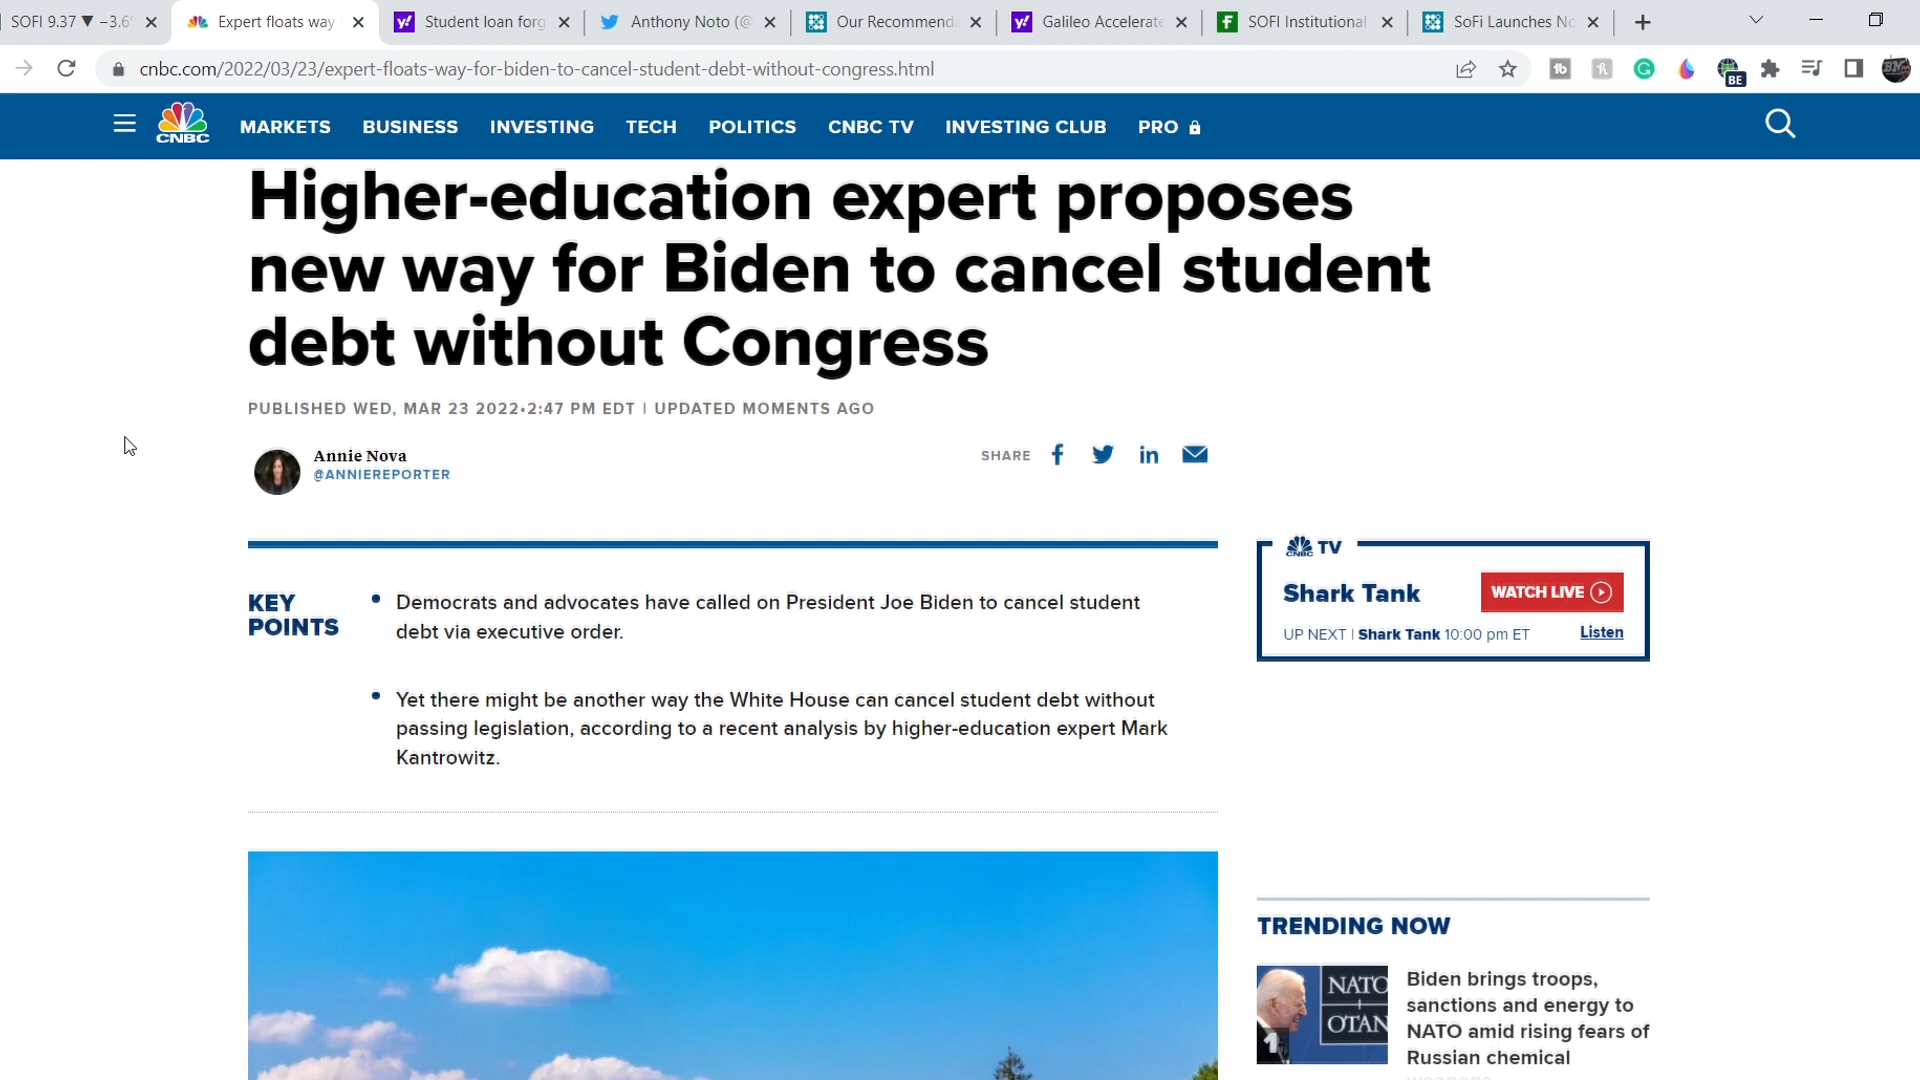 SOFI 9.37 ▼ −3.6
Expert floats way
Student loan forg
Anthony Noto (@
Our Recommenda
Galileo Accelerate
SOFI Institutional
SoFi Launches No
cnbc.com/2022/03/23/expert-floats-way-for-biden-to-cancel-student-debt-without-congress.html
BE
CNBC
MARKETS
BUSINESS
INVESTING
TECH
POLITICS
CNBC TV
INVESTING CLUB
PRO
Higher-education expert proposes
new way for Biden to cancel student
debt without Congress
PUBLISHED WED, MAR 23 2022•2:47 PM EDT | UPDATED MOMENTS AGO
Annie Nova
@ANNIEREPORTER
SHARE
KEY
POINTS
Democrats and advocates have called on President Joe Biden to cancel student
debt via executive order.
Yet there might be another way the White House can cancel student debt without
passing legislation, according to a recent analysis by higher-education expert Mark
Kantrowitz.
CNBC TV
Shark Tank
WATCH LIVE
UP NEXT | Shark Tank 10:00 pm ET
Listen
TRENDING NOW
NATO
OTAN
1
Biden brings troops,
sanctions and energy to
NATO amid rising fears of
Russian chemical